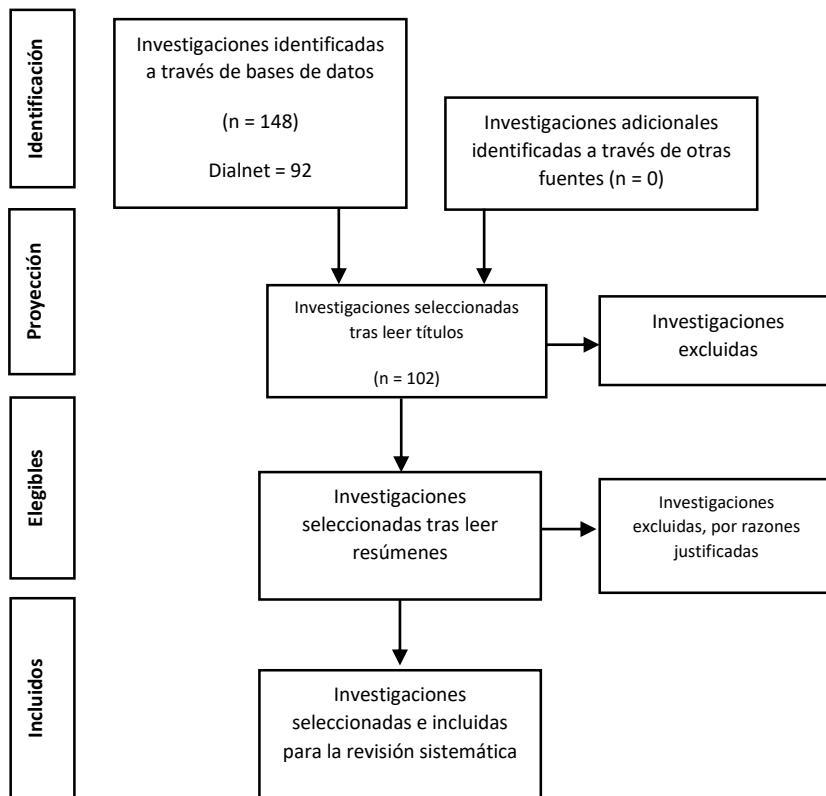 Identificación
Investigaciones identificadas
a través de bases de datos
(n = 148)
Dialnet = 92
Investigaciones adicionales
identificadas a través de otras
fuentes (n = 0)
Proyección
Investigaciones seleccionadas
tras leer títulos
(n = 102)
Investigaciones
excluidas
Elegibles
Investigaciones
seleccionadas tras leer
resúmenes
Investigaciones
excluidas, por razones
justificadas
Incluidos
Investigaciones
seleccionadas e incluidas
para la revisión sistemática